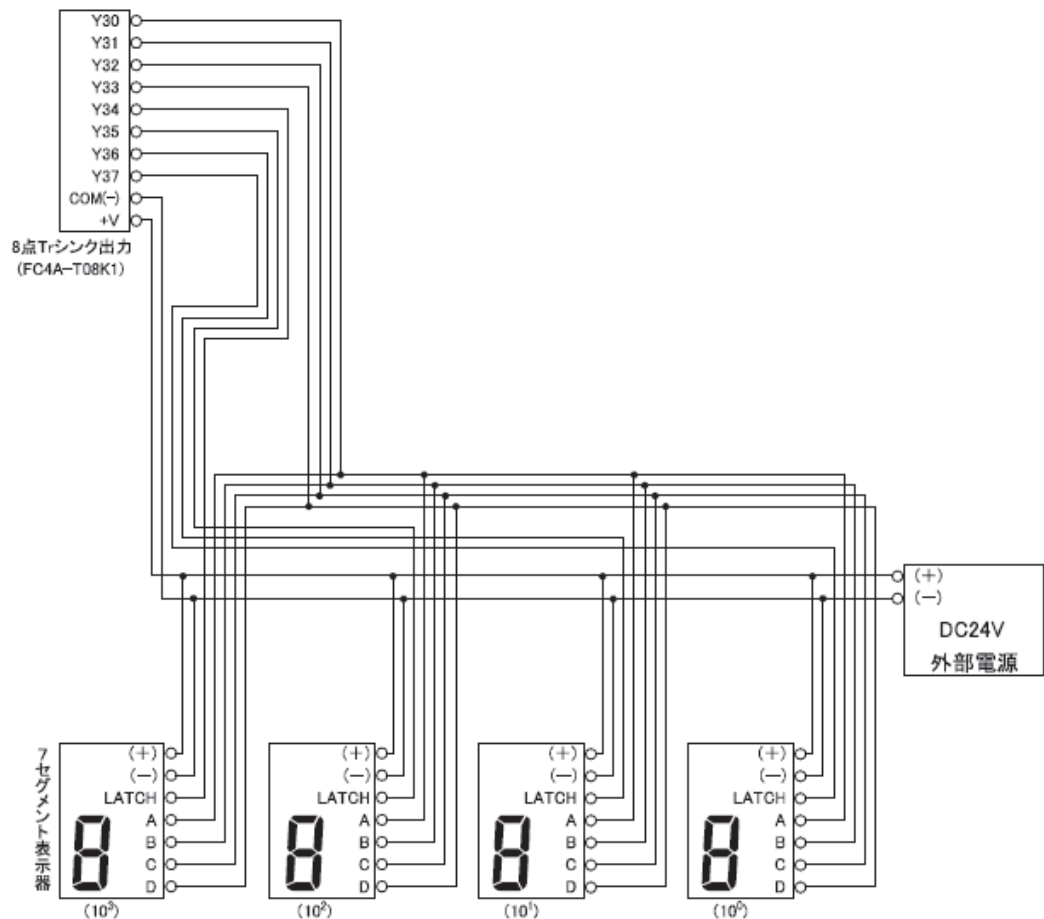 Y30
Y31
Y32
Y33
Y34
Y35
Y36
Y37
COM(-)
+V
8点Trシンク出力
(FC4A-T08K1)
(+)
(-)
DC24V
外部電源
7セグメント表示器
(+)
(-)
LATCH
A
B
C
D
(10³)
(+)
(-)
LATCH
A
B
C
D
(10²)
(+)
(-)
LATCH
A
B
C
D
(10¹)
(+)
(-)
LATCH
A
B
C
D
(10⁰)